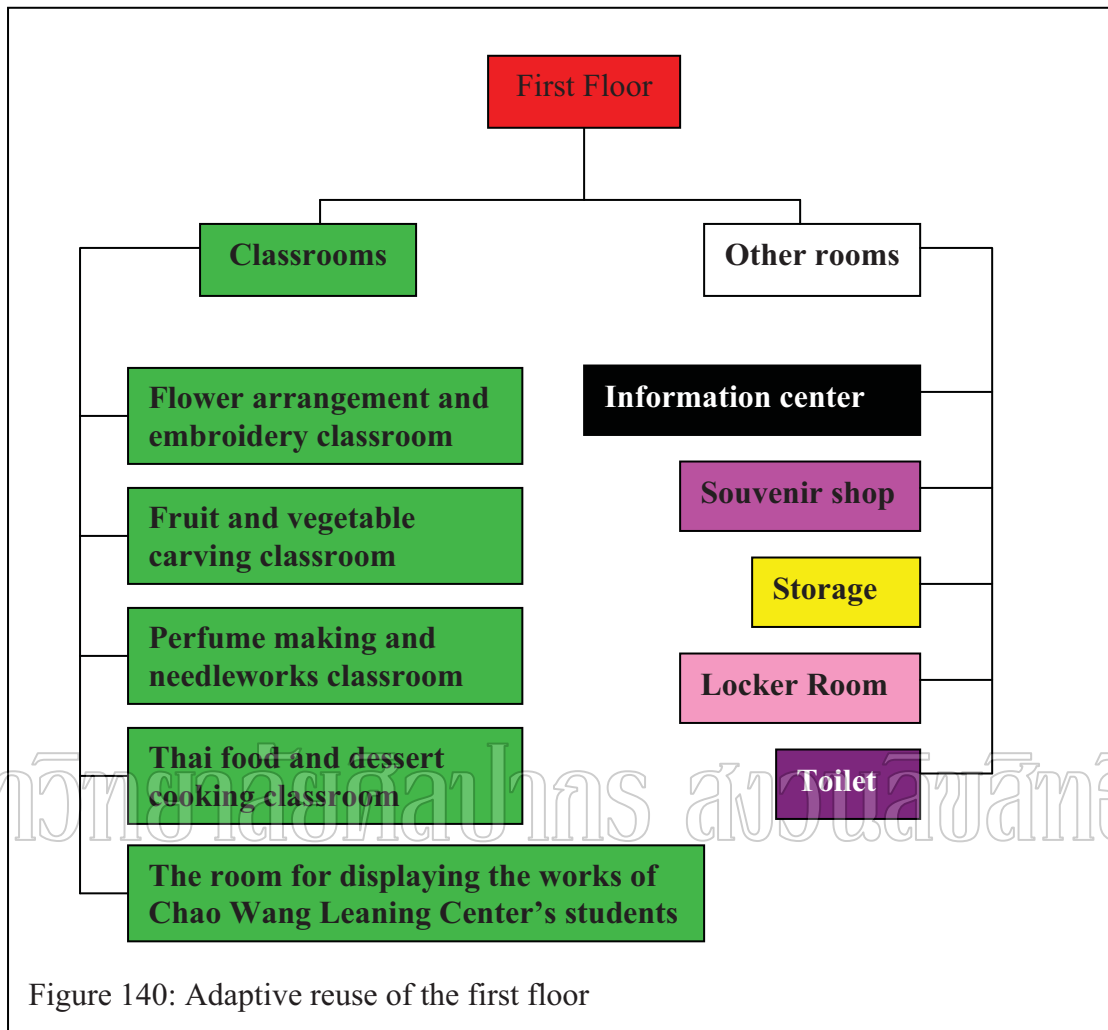 First Floor
Classrooms
Other rooms
Flower arrangement and
embroidery classroom
Fruit and vegetable
carving classroom
Perfume making and
needleworks classroom
Thai food and dessert
cooking classroom
The room for displaying the works of
Chao Wang Leaning Center's students
Information center
Souvenir shop
Storage
Locker Room
Toilet
Figure 140: Adaptive reuse of the first floor